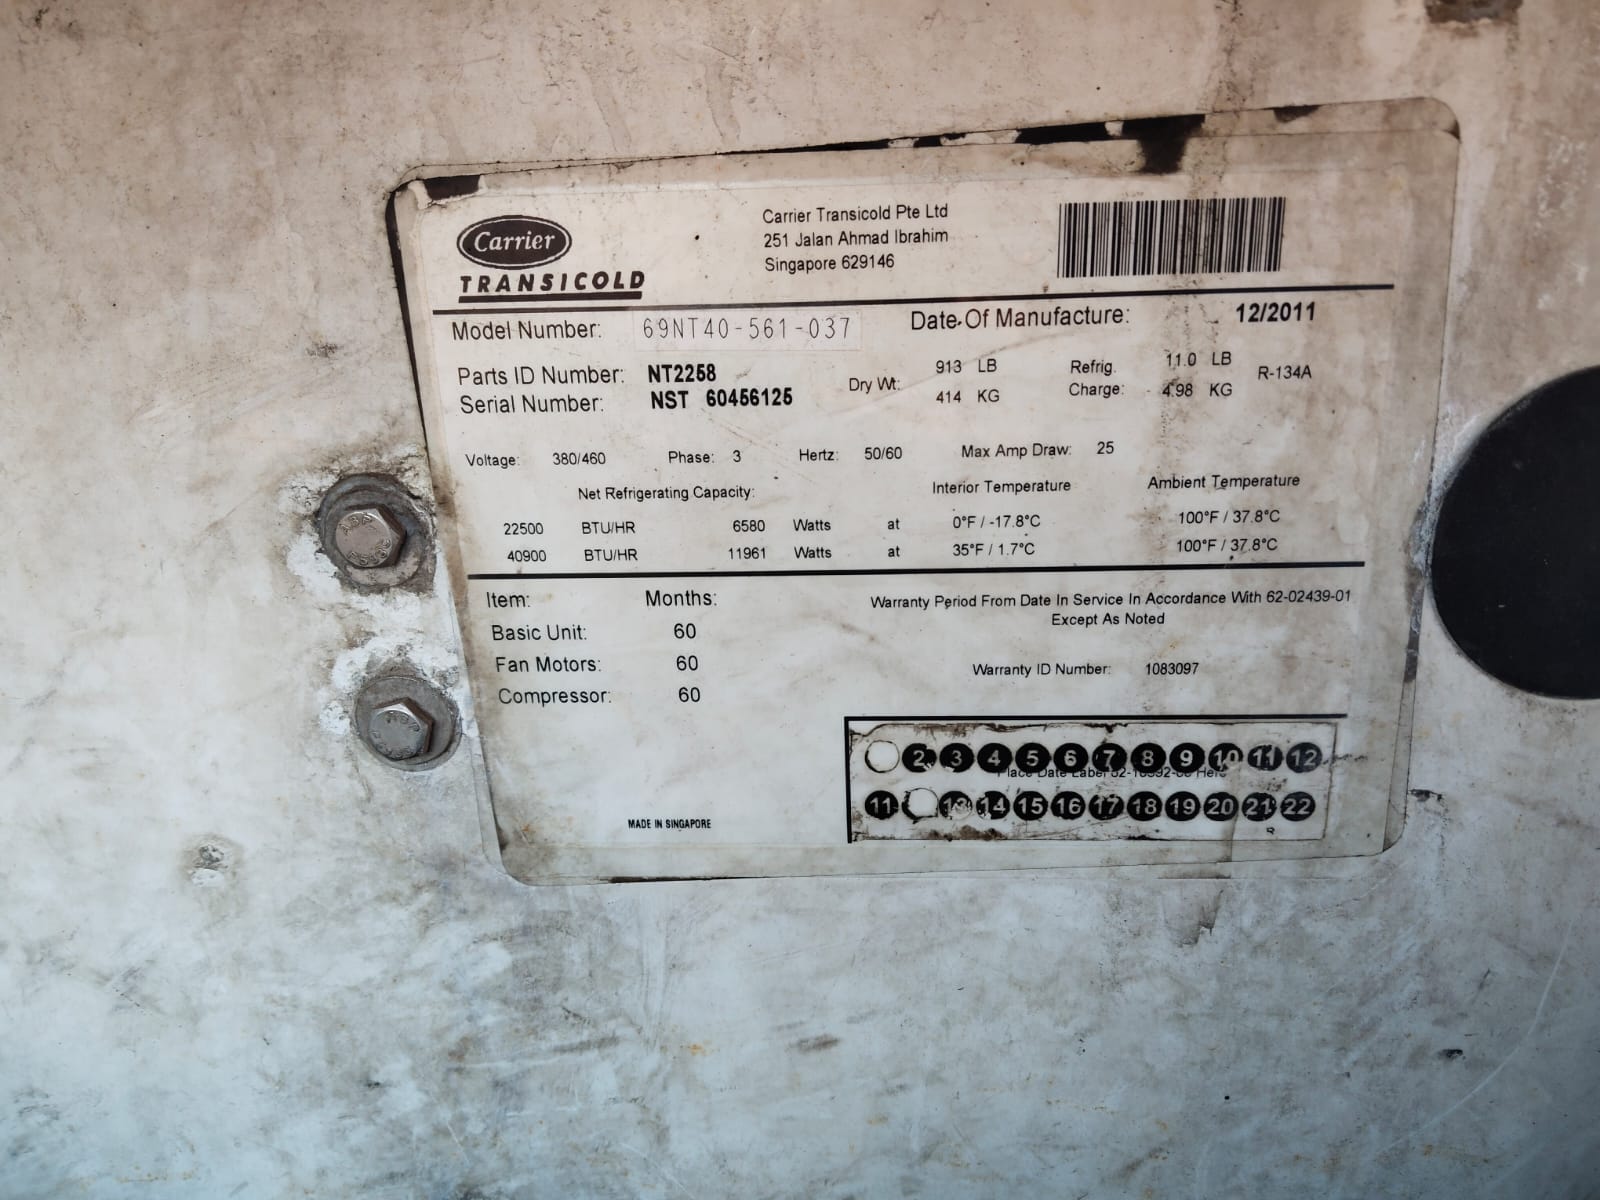 Carrier
TRANSICOLD
Carrier Transicold Pte Ltd
251 Jalan Ahmad Ibrahim
Singapore 629146
Model Number: 69NT40-561-037 Date Of Manufacture: 12/2011
Parts ID Number: NT2258
Serial Number: NST 60456125
Dry Wt: 913 LB
414 KG
Refrig. Charge: 11.0 LB R-134A
4.98 KG
Voltage: 380/460 Phase: 3 Hertz: 50/60 Max Amp Draw: 25
Net Refrigerating Capacity: Interior Temperature Ambient Temperature
22500 BTU/HR 6580 Watts at 0°F / -17.8°C 100°F / 37.8°C
40900 BTU/HR 11961 Watts at 35°F / 1.7°C 100°F / 37.8°C
Item: Months:
Basic Unit: 60
Fan Motors: 60
Compressor: 60
Warranty Period From Date In Service In Accordance With 62-02439-01
Except As Noted
Warranty ID Number: 1083097
2 3 4 5 6 7 8 9 10 11 12
Place Date Label Here
11 13 14 15 16 17 18 19 20 21 22
MADE IN SINGAPORE